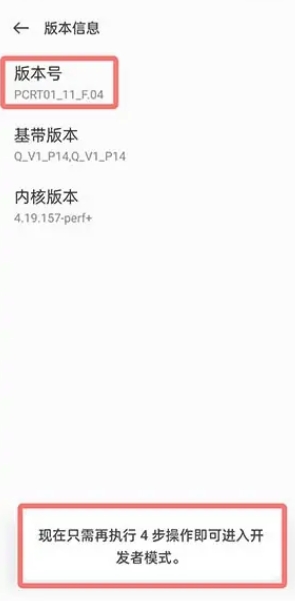 ← 版本信息
版本号
PCRT01_11_F.04
基带版本
Q_V1_P14,Q_V1_P14
内核版本
4.19.157-perf+
现在只需再执行 4 步操作即可进入开
发者模式。